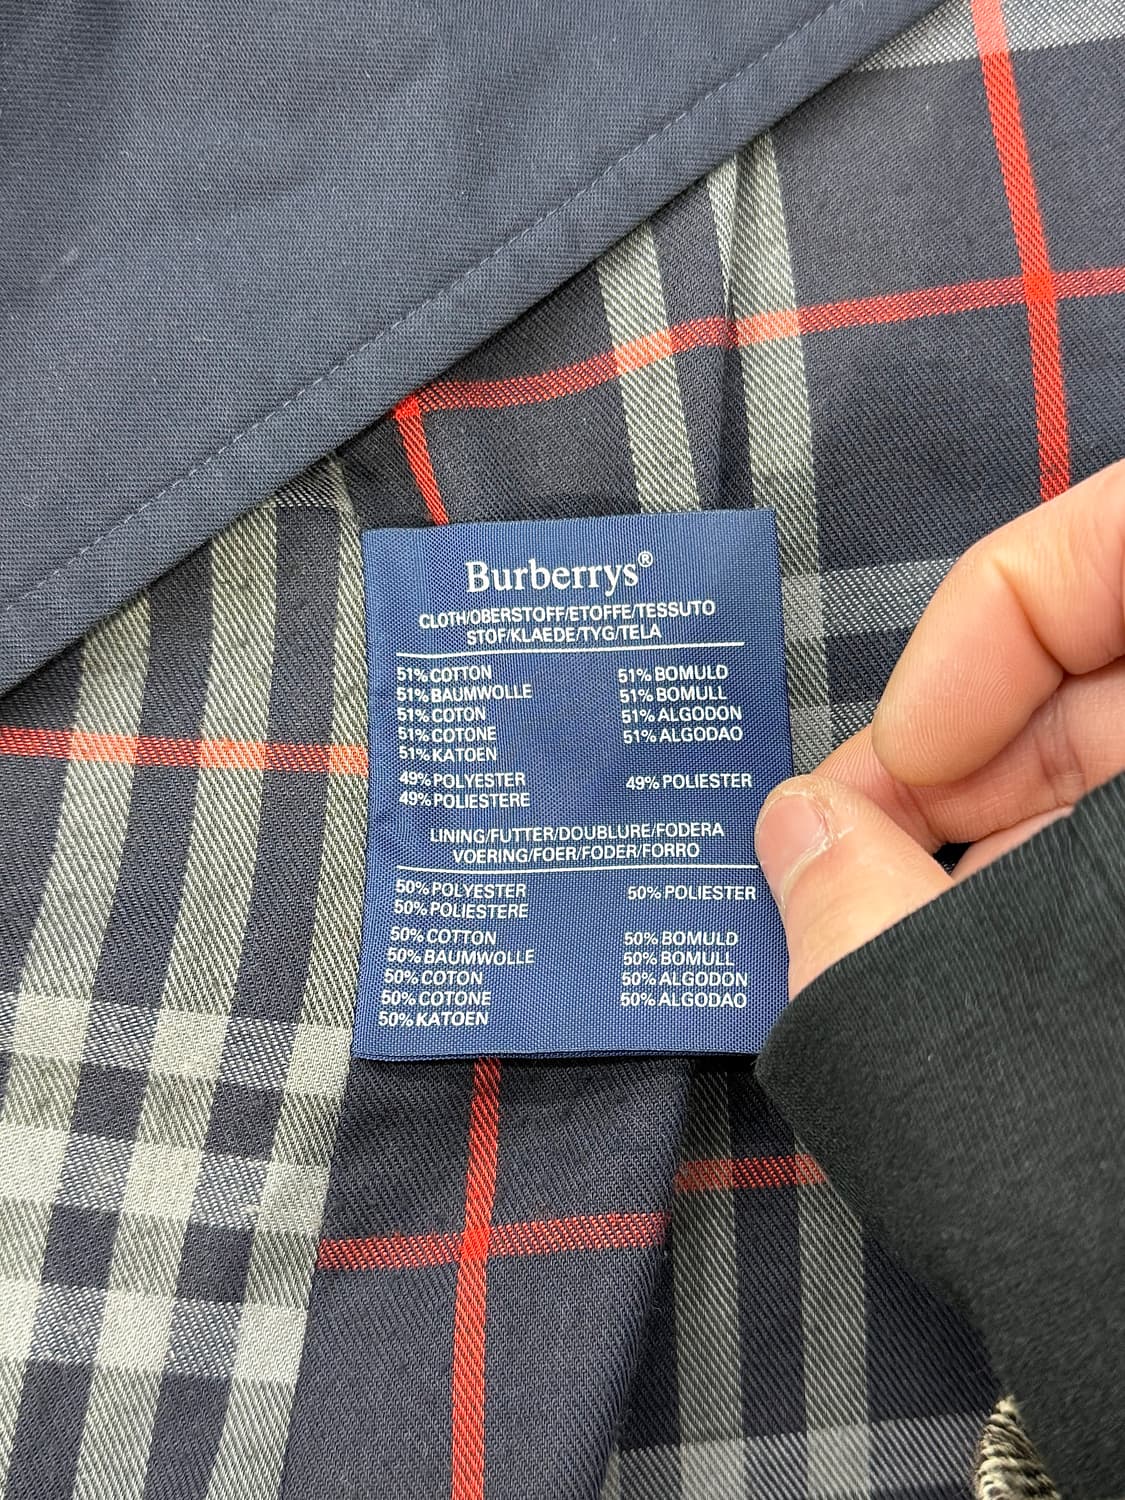 Burberrys®
CLOTH/OBERSTOFF/ETOFFE/TESSUTO
STOF/KLAEDE/TYG/TELA
51% COTTON 51% BOMULD
51% BAUMWOLLE 51% BOMULL
51% COTON 51% ALGODON
51% COTONE 51% ALGODAO
51% KATOEN
49% POLYESTER 49% POLIESTER
49% POLIESTERE
LINING/FUTTER/DOUBLURE/FODERA
VOERING/FOER/FODER/FORRO
50% POLYESTER 50% POLIESTER
50% POLIESTERE
50% COTTON 50% BOMULD
50% BAUMWOLLE 50% BOMULL
50% COTON 50% ALGODON
50% COTONE 50% ALGODAO
50% KATOEN